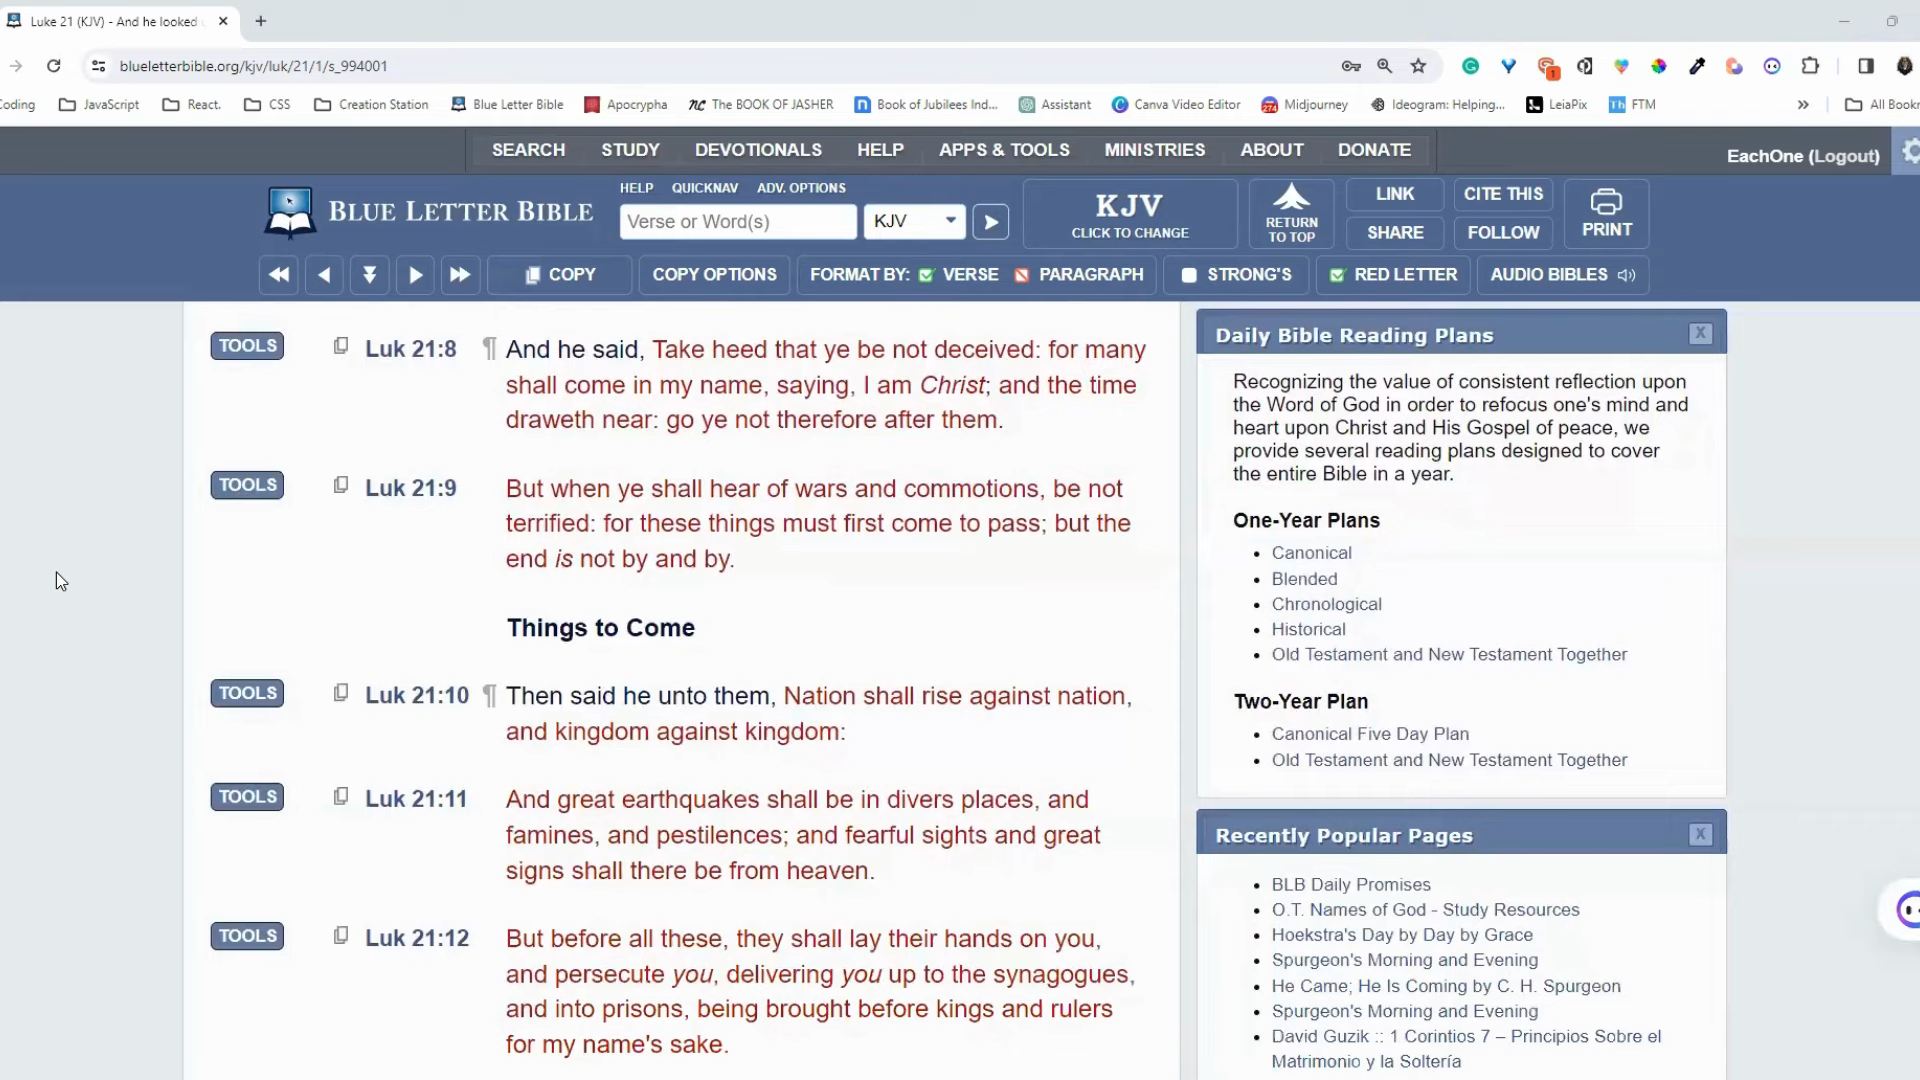 Luke 21 (KJV) - And he looked
blueletterbible.org/kjv/luk/21/1/s_994001
1
Coding JavaScript React. CSS Creation Station Blue Letter Bible Apocrypha NC The BOOK OF JASHER n Book of Jubilees Ind... Assistant Canva Video Editor 274 Midjourney Ideogram: Helping... LeiaPix Th FTM » All Bookr
SEARCH STUDY DEVOTIONALS HELP APPS & TOOLS MINISTRIES ABOUT DONATE
EachOne (Logout)
BLUE LETTER BIBLE
HELP QUICKNAV ADV. OPTIONS
Verse or Word(s) KJV
KJV
CLICK TO CHANGE
RETURN
TO TOP
LINK CITE THIS
SHARE FOLLOW
PRINT
COPY COPY OPTIONS FORMAT BY: VERSE PARAGRAPH STRONG'S RED LETTER AUDIO BIBLES
TOOLS Luk 21:8 ¶ And he said, Take heed that ye be not deceived: for many
shall come in my name, saying, I am Christ; and the time
draweth near: go ye not therefore after them.
TOOLS Luk 21:9 But when ye shall hear of wars and commotions, be not
terrified: for these things must first come to pass; but the
end is not by and by.
Things to Come
TOOLS Luk 21:10 ¶ Then said he unto them, Nation shall rise against nation,
and kingdom against kingdom:
TOOLS Luk 21:11 And great earthquakes shall be in divers places, and
famines, and pestilences; and fearful sights and great
signs shall there be from heaven.
TOOLS Luk 21:12 But before all these, they shall lay their hands on you,
and persecute you, delivering you up to the synagogues,
and into prisons, being brought before kings and rulers
for my name's sake.
Daily Bible Reading Plans X
Recognizing the value of consistent reflection upon
the Word of God in order to refocus one's mind and
heart upon Christ and His Gospel of peace, we
provide several reading plans designed to cover
the entire Bible in a year.
One-Year Plans
• Canonical
• Blended
• Chronological
• Historical
• Old Testament and New Testament Together
Two-Year Plan
• Canonical Five Day Plan
• Old Testament and New Testament Together
Recently Popular Pages X
• BLB Daily Promises
• O.T. Names of God - Study Resources
• Hoekstra's Day by Day by Grace
• Spurgeon's Morning and Evening
• He Came; He Is Coming by C. H. Spurgeon
• Spurgeon's Morning and Evening
• David Guzik :: 1 Corintios 7 – Principios Sobre el
Matrimonio y la Soltería